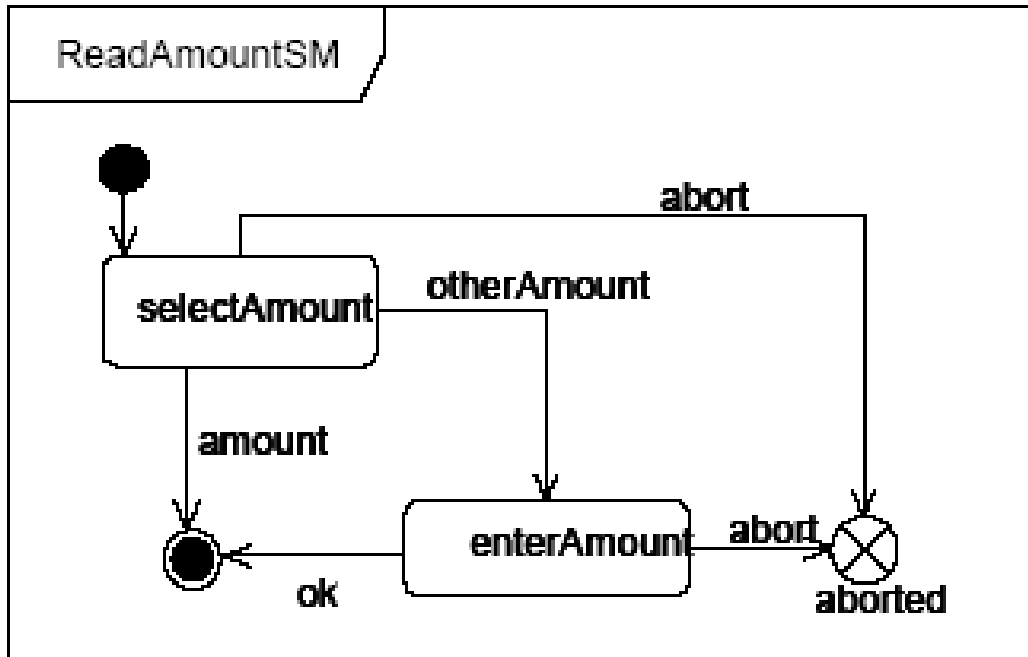 ReadAmountSM
abort
otherAmount
selectAmount
amount
enterAmount
abort
ok
aborted